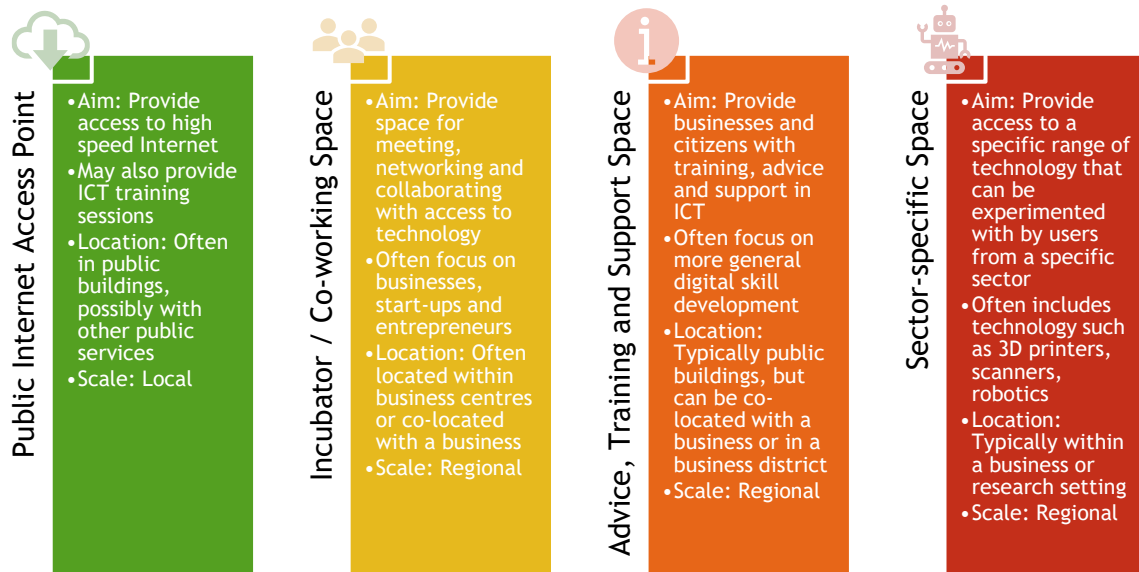 Public Internet Access Point
•Aim: Provide
access to high
speed Internet
•May also provide
ICT training
sessions
•Location: Often
in public
buildings,
possibly with
other public
services
•Scale: Local
Incubator / Co-working Space
•Aim: Provide
space for
meeting,
networking and
collaborating
with access to
technology
•Often focus on
businesses,
start-ups and
entrepreneurs
•Location: Often
located within
business centres
or co-located
with a business
•Scale: Regional
Advice, Training and Support Space
•Aim: Provide
businesses and
citizens with
training, advice
and support in
ICT
•Often focus on
more general
digital skill
development
•Location:
Typically public
buildings, but
can be co-
located with a
business or in a
business district
•Scale: Regional
Sector-specific Space
•Aim: Provide
access to a
specific range of
technology that
can be
experimented
with by users
from a specific
sector
•Often includes
technology such
as 3D printers,
scanners,
robotics
•Location:
Typically within
a business or
research setting
•Scale: Regional